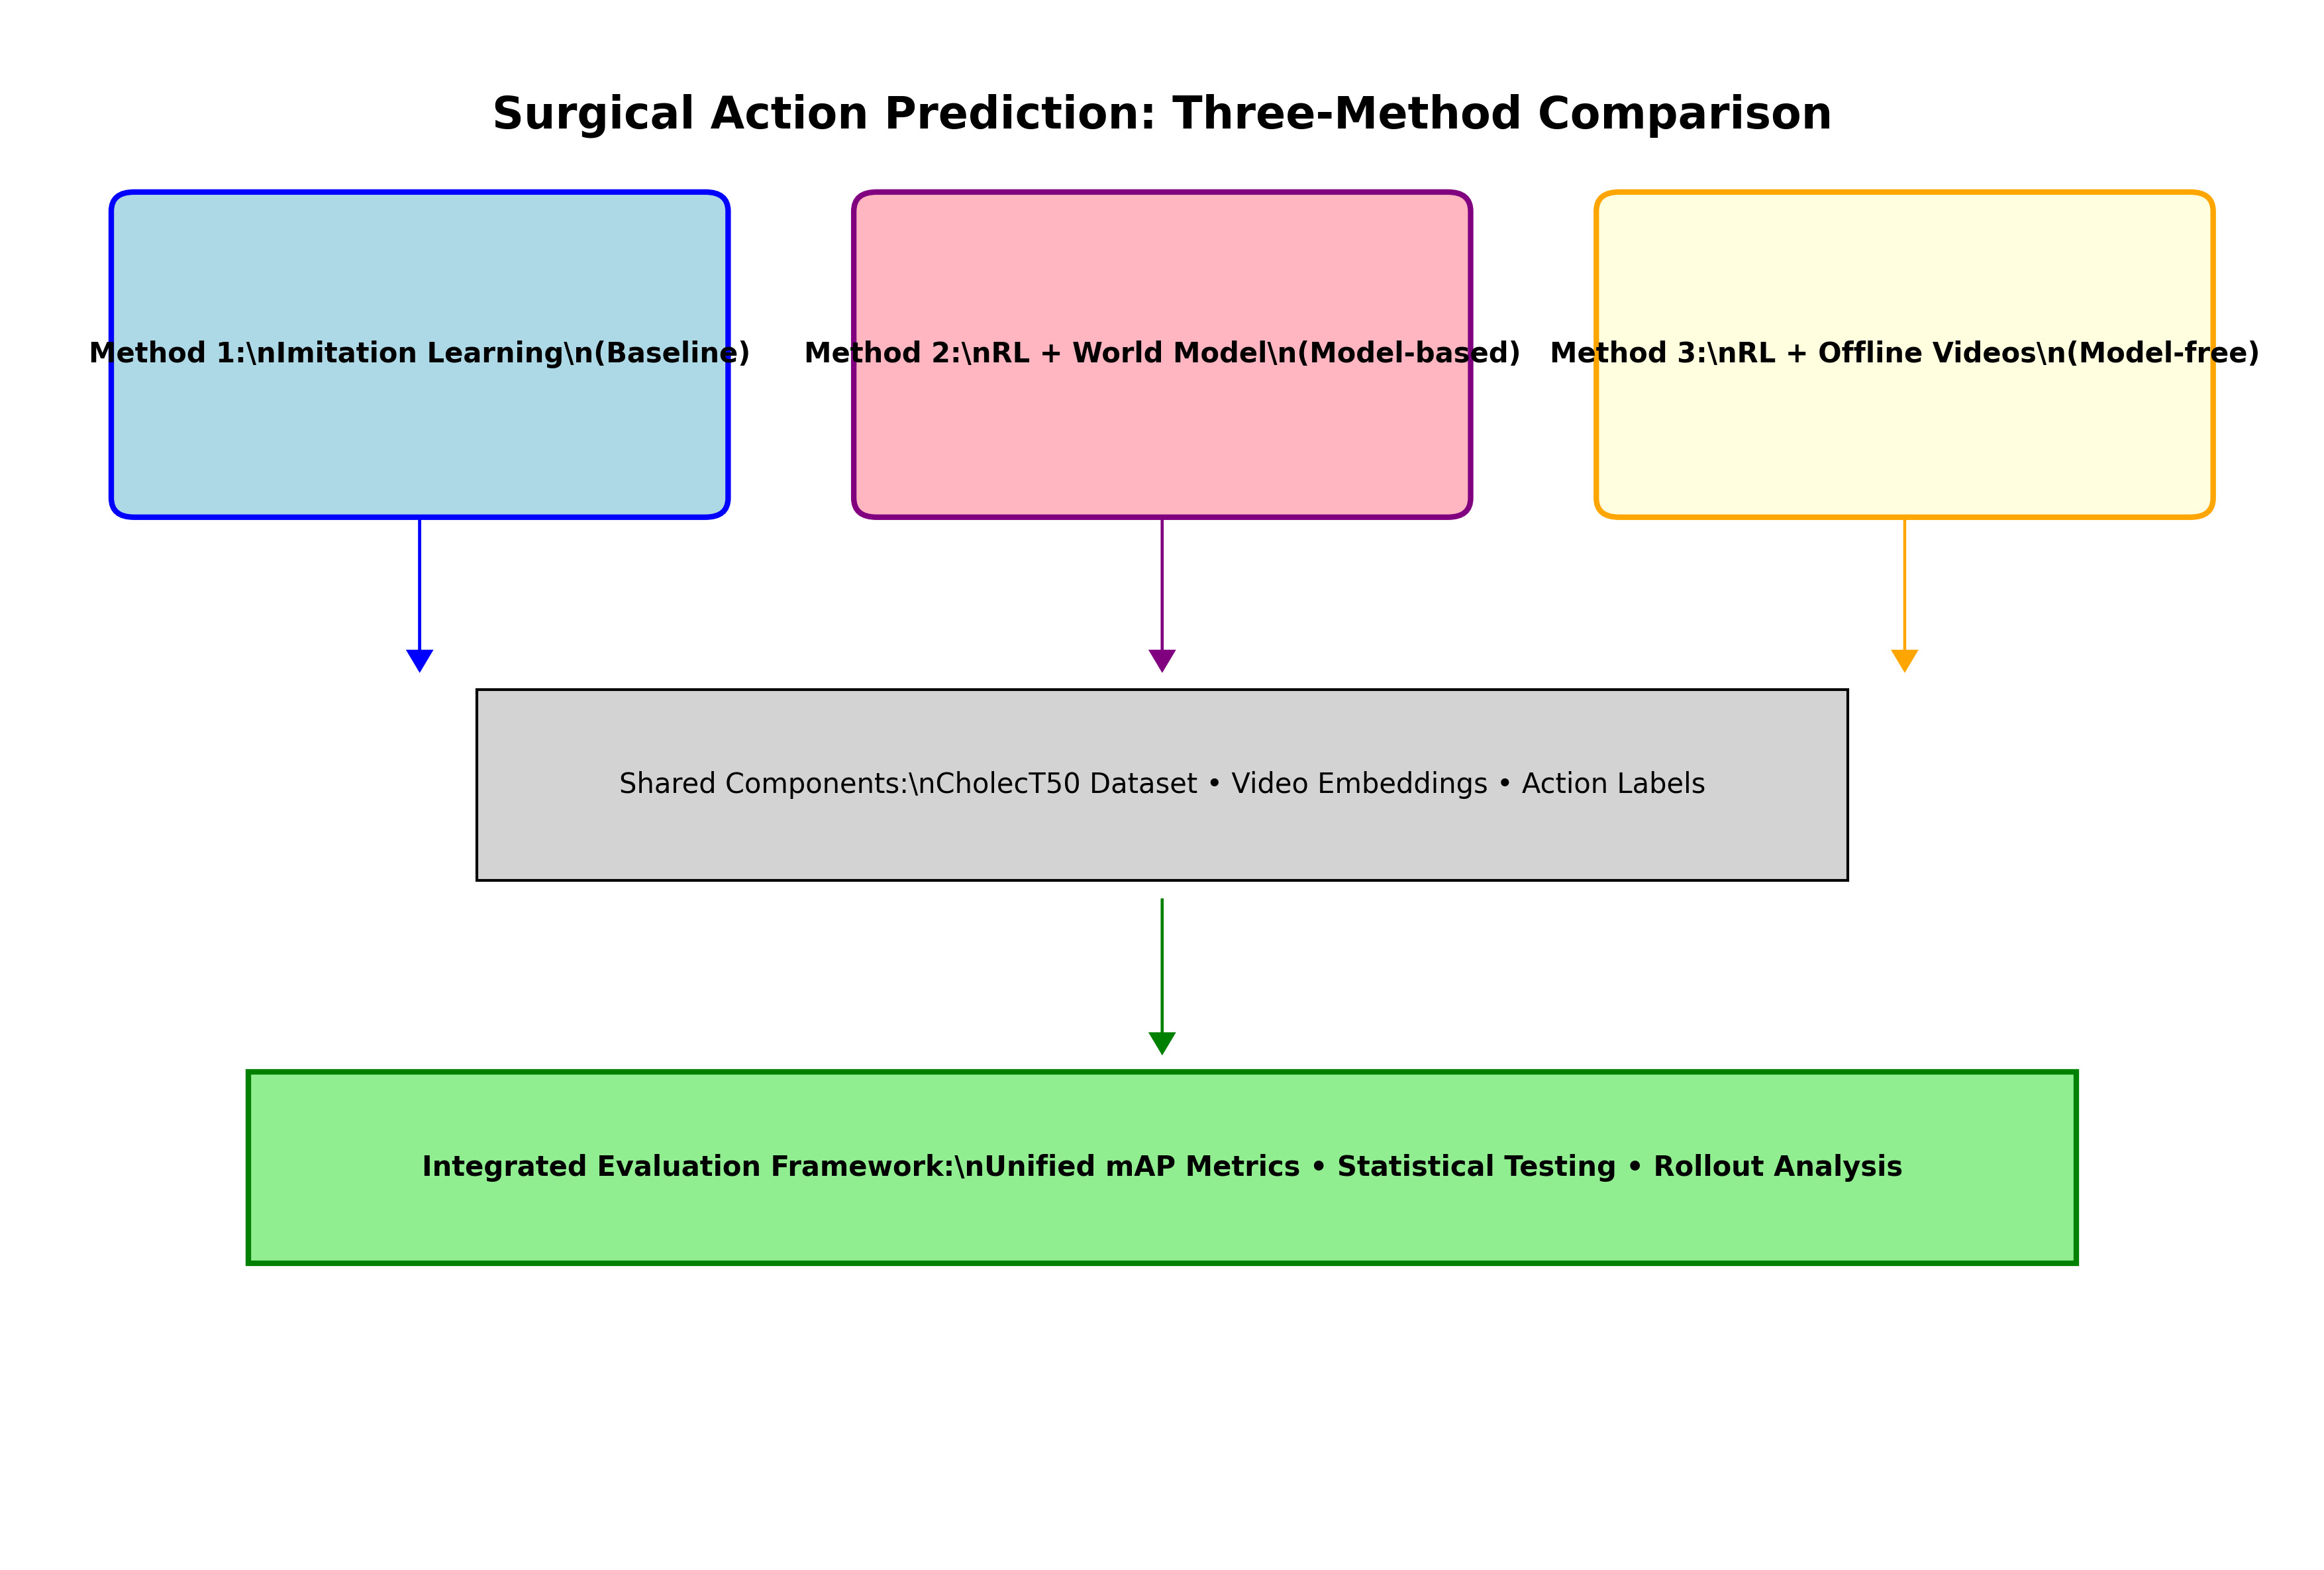 Surgical Action Prediction: Three-Method Comparison
Method 1:\nImitation Learning\n(Baseline)
Method 2:\nRL + World Model\n(Model-based)
Method 3:\nRL + Offline Videos\n(Model-free)
Shared Components:\nCholecT50 Dataset • Video Embeddings • Action Labels
Integrated Evaluation Framework:\nUnified mAP Metrics • Statistical Testing • Rollout Analysis